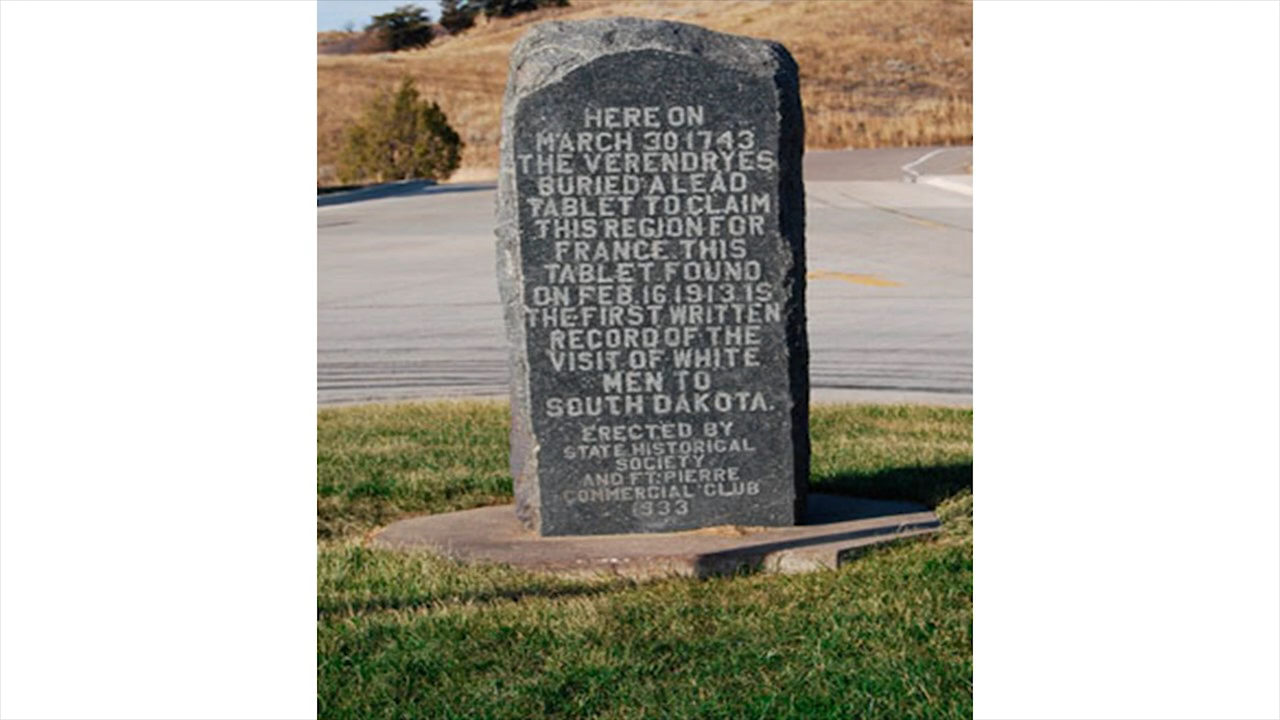 HERE ON
MARCH 30 1743
THE VERENDRYES
BURIED A LEAD
TABLET TO CLAIM
THIS REGION FOR
FRANCE. THIS
TABLET FOUND
ON FEB. 16 1913 IS
THE FIRST WRITTEN
RECORD OF THE
VISIT OF WHITE
MEN TO
SOUTH DAKOTA.
ERECTED BY
STATE HISTORICAL
SOCIETY
AND FT. PIERRE
COMMERCIAL CLUB
1933